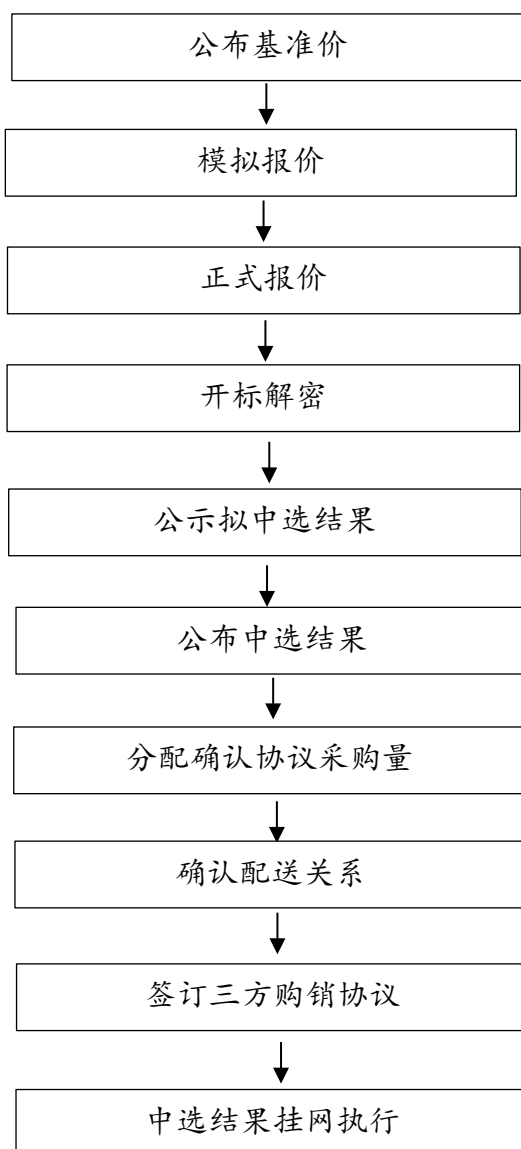 公布基准价
模拟报价
正式报价
开标解密
公示拟中选结果
公布中选结果
分配确认协议采购量
确认配送关系
签订三方购销协议
中选结果挂网执行